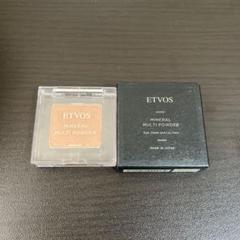 ETVOS
MINERAL
MULTI POWDER
ETVOS
MINERAL
MULTI POWDER
MADE IN JAPAN